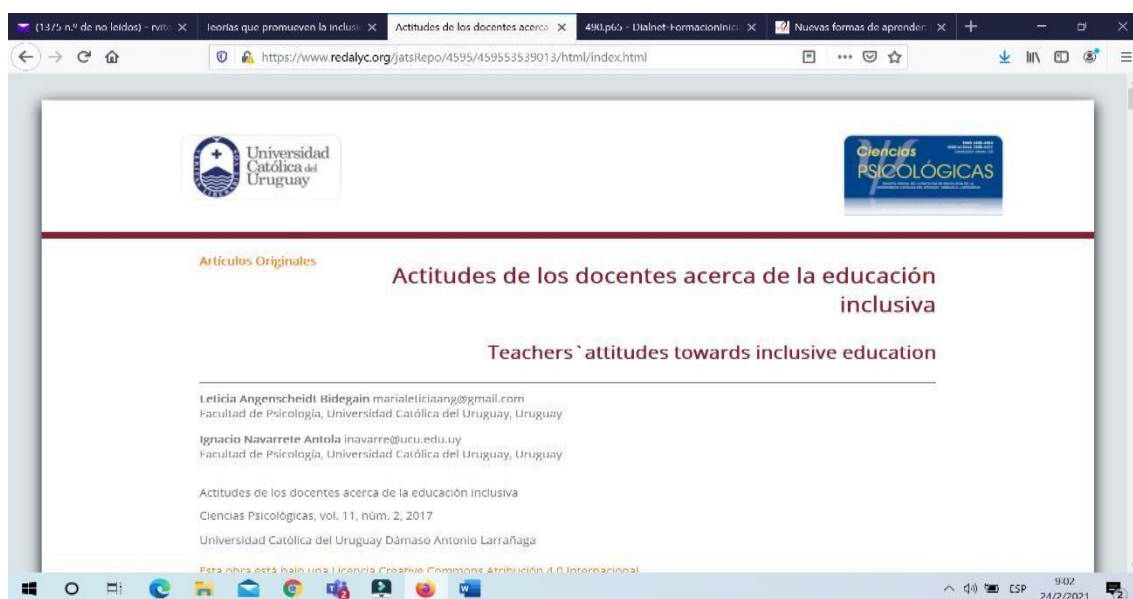 (1375 n.º de no leídos) - rvite
Teorías que promueven la inclusi
Actitudes de los docentes acerca
490.p65 - Dialnet-FormacionInici
Nuevas formas de aprender:
https://www.redalyc.org/jatsRepo/4595/459553539013/html/index.html
Universidad
Católica del
Uruguay
Ciencias
PSICOLÓGICAS
Artículos Originales
Actitudes de los docentes acerca de la educación
inclusiva
Teachers`attitudes towards inclusive education
Leticia Angenscheidt Bidegain marialeticiaang@gmail.com
Facultad de Psicología, Universidad Católica del Uruguay, Uruguay
Ignacio Navarrete Antola inavarre@ucu.edu.uy
Facultad de Psicología, Universidad Católica del Uruguay, Uruguay
Actitudes de los docentes acerca de la educación inclusiva
Ciencias Psicológicas, vol. 11, núm. 2, 2017
Universidad Católica del Uruguay Dámaso Antonio Larrañaga
Esta obra está bajo una Licencia Creative Commons Atribución 4.0 Internacional.
ESP
9:02
24/2/2021